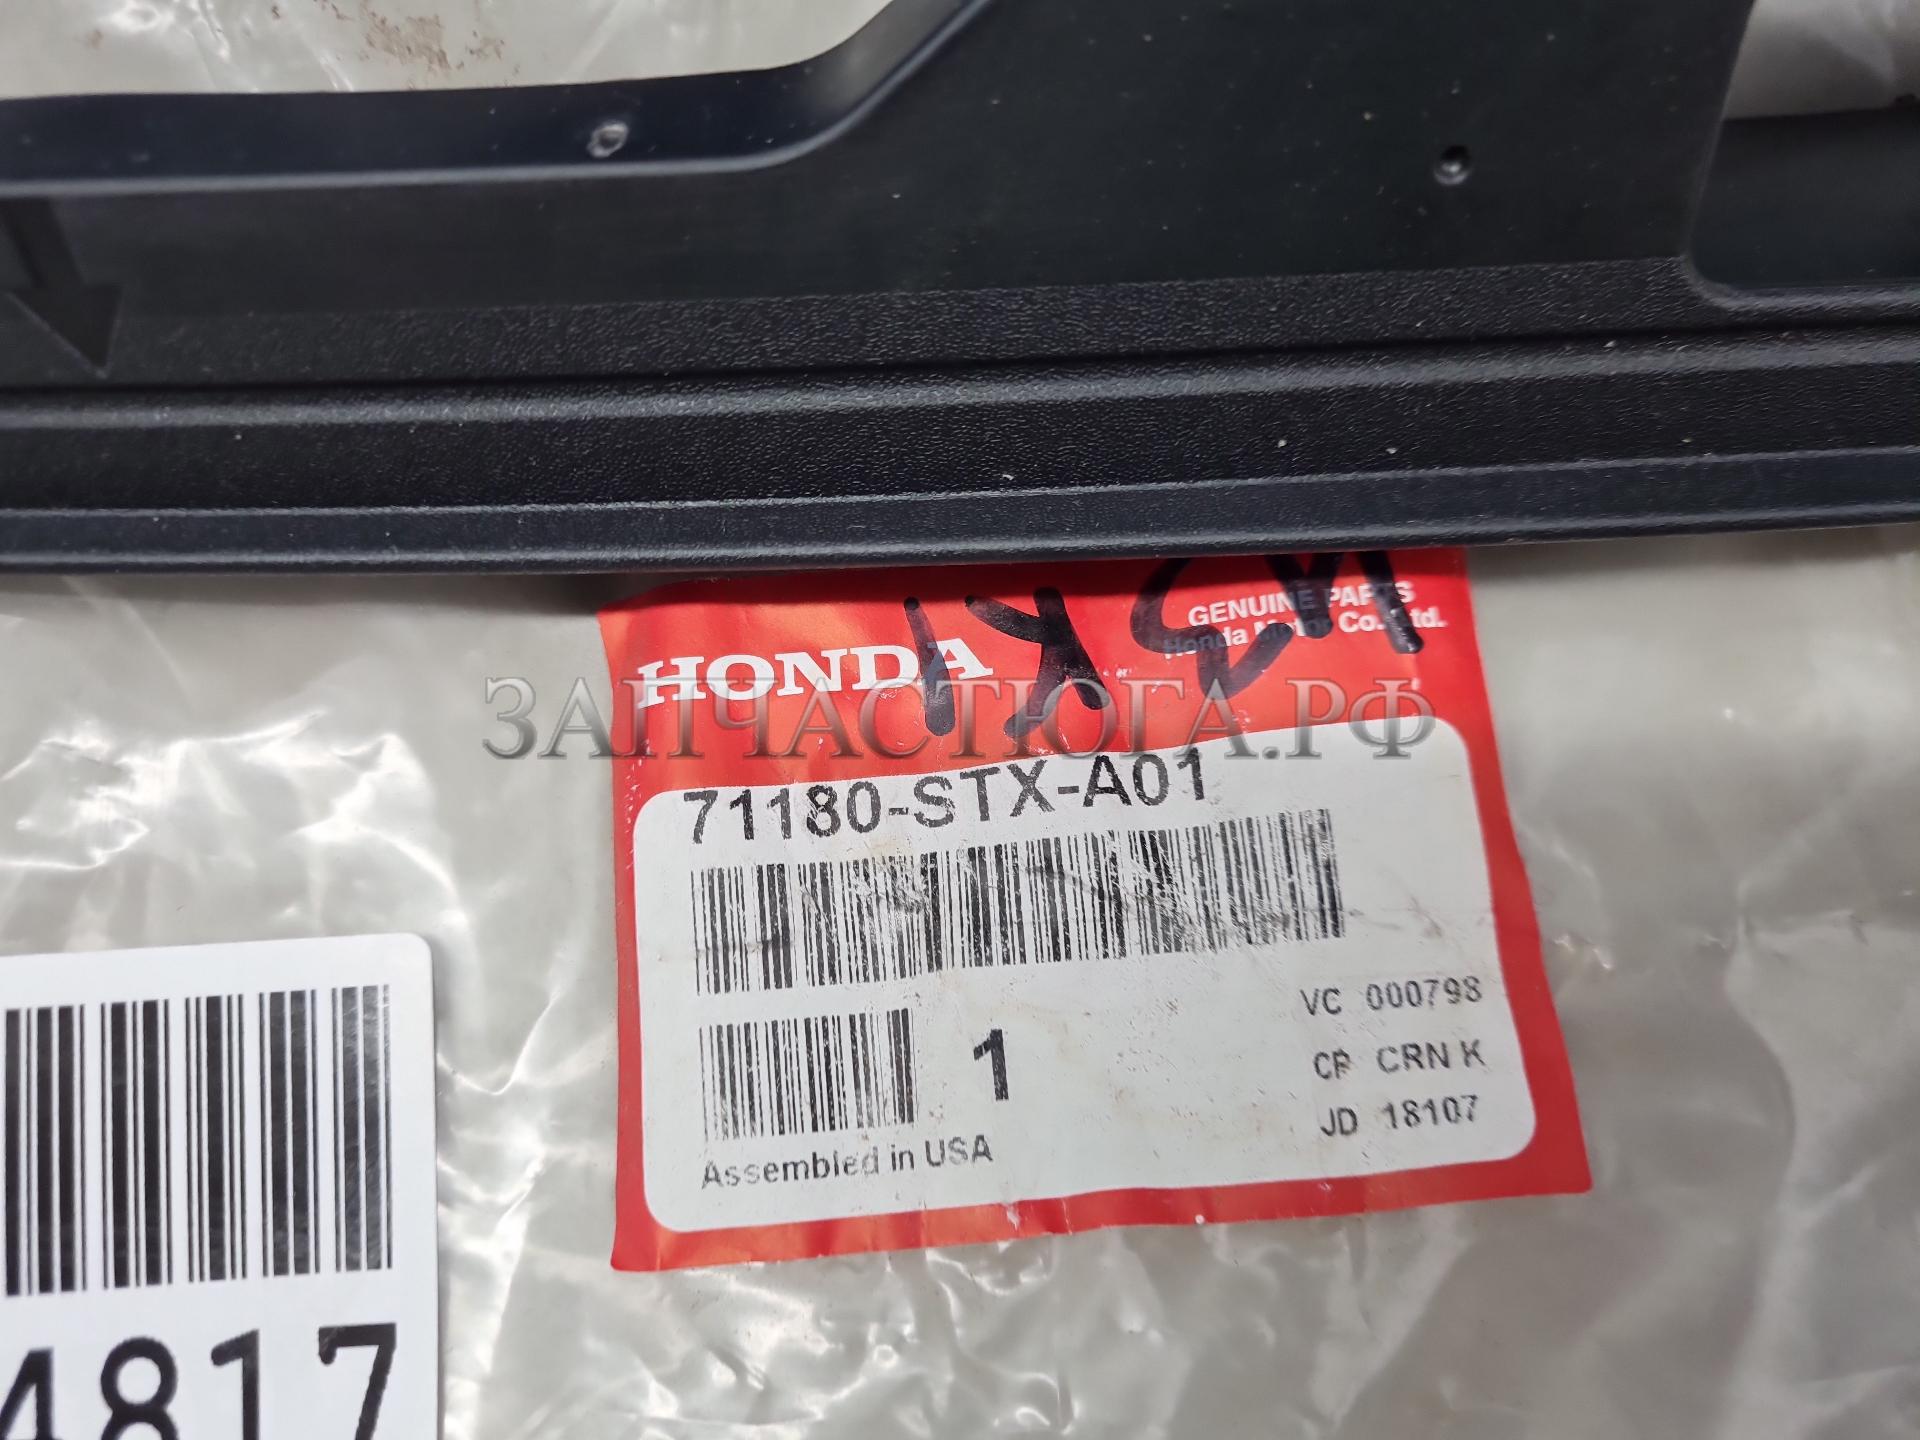 HONDA
GENUINE PARTS
Honda Motor Co., Ltd.
ЗАПЧАСТЮГА.РФ
71180-STX-A01
VC 000798
1
CP CRN K
JD 18107
Assembled in USA
4817